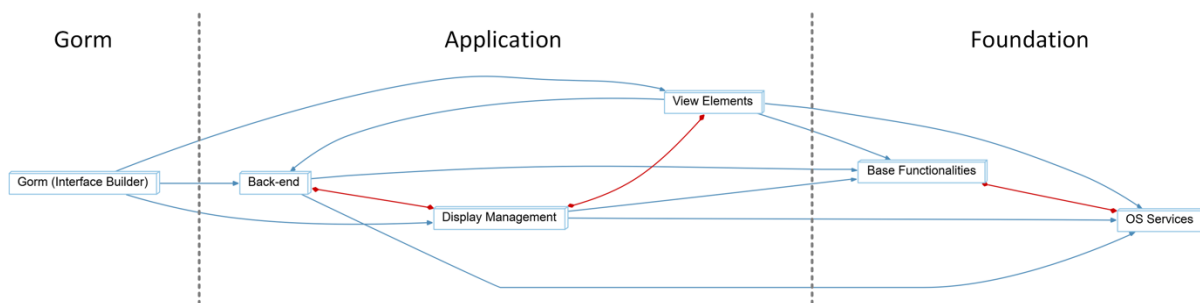 Gorm
Application
Foundation
View Elements
Gorm (Interface Builder)
Back-end
Base Functionalities
Display Management
OS Services